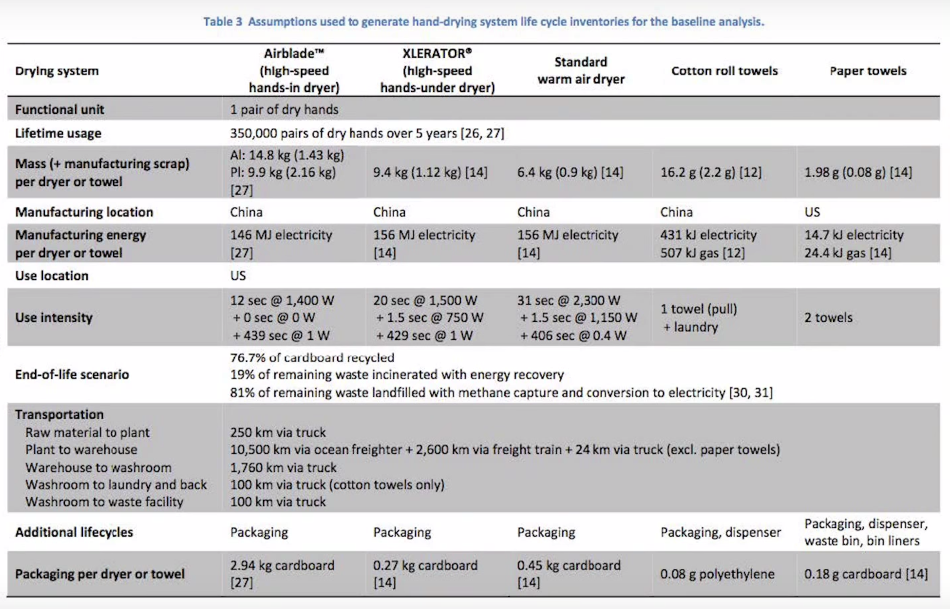 Table 3 Assumptions used to generate hand-drying system life cycle inventories for the baseline analysis.
Drying system
Airblade™
(high-speed
hands-in dryer)
XLERATOR®
(high-speed
hands-under dryer)
Standard
warm air dryer
Cotton roll towels
Paper towels
Functional unit
1 pair of dry hands
Lifetime usage
350,000 pairs of dry hands over 5 years [26, 27]
Mass (+ manufacturing scrap)
per dryer or towel
Al: 14.8 kg (1.43 kg)
Pl: 9.9 kg (2.16 kg)
[27]
9.4 kg (1.12 kg) [14]
6.4 kg (0.9 kg) [14]
16.2 g (2.2 g) [12]
1.98 g (0.08 g) [14]
Manufacturing location
China
China
China
China
US
Manufacturing energy
per dryer or towel
146 MJ electricity
[27]
156 MJ electricity
[14]
156 MJ electricity
[14]
431 kJ electricity
507 kJ gas [12]
14.7 kJ electricity
24.4 kJ gas [14]
Use location
US
Use intensity
12 sec @ 1,400 W
+ 0 sec @ 0 W
+ 439 sec @ 1 W
20 sec @ 1,500 W
+ 1.5 sec @ 750 W
+ 429 sec @ 1 W
31 sec @ 2,300 W
+ 1.5 sec @ 1,150 W
+ 406 sec @ 0.4 W
1 towel (pull)
+ laundry
2 towels
End-of-life scenario
76.7% of cardboard recycled
19% of remaining waste incinerated with energy recovery
81% of remaining waste landfilled with methane capture and conversion to electricity [30, 31]
Transportation
Raw material to plant
250 km via truck
Plant to warehouse
10,500 km via ocean freighter + 2,600 km via freight train + 24 km via truck (excl. paper towels)
Warehouse to washroom
1,760 km via truck
Washroom to laundry and back
100 km via truck (cotton towels only)
Washroom to waste facility
100 km via truck
Additional lifecycles
Packaging
Packaging
Packaging
Packaging, dispenser
Packaging, dispenser,
waste bin, bin liners
Packaging per dryer or towel
2.94 kg cardboard
[27]
0.27 kg cardboard
[14]
0.45 kg cardboard
[14]
0.08 g polyethylene
0.18 g cardboard [14]